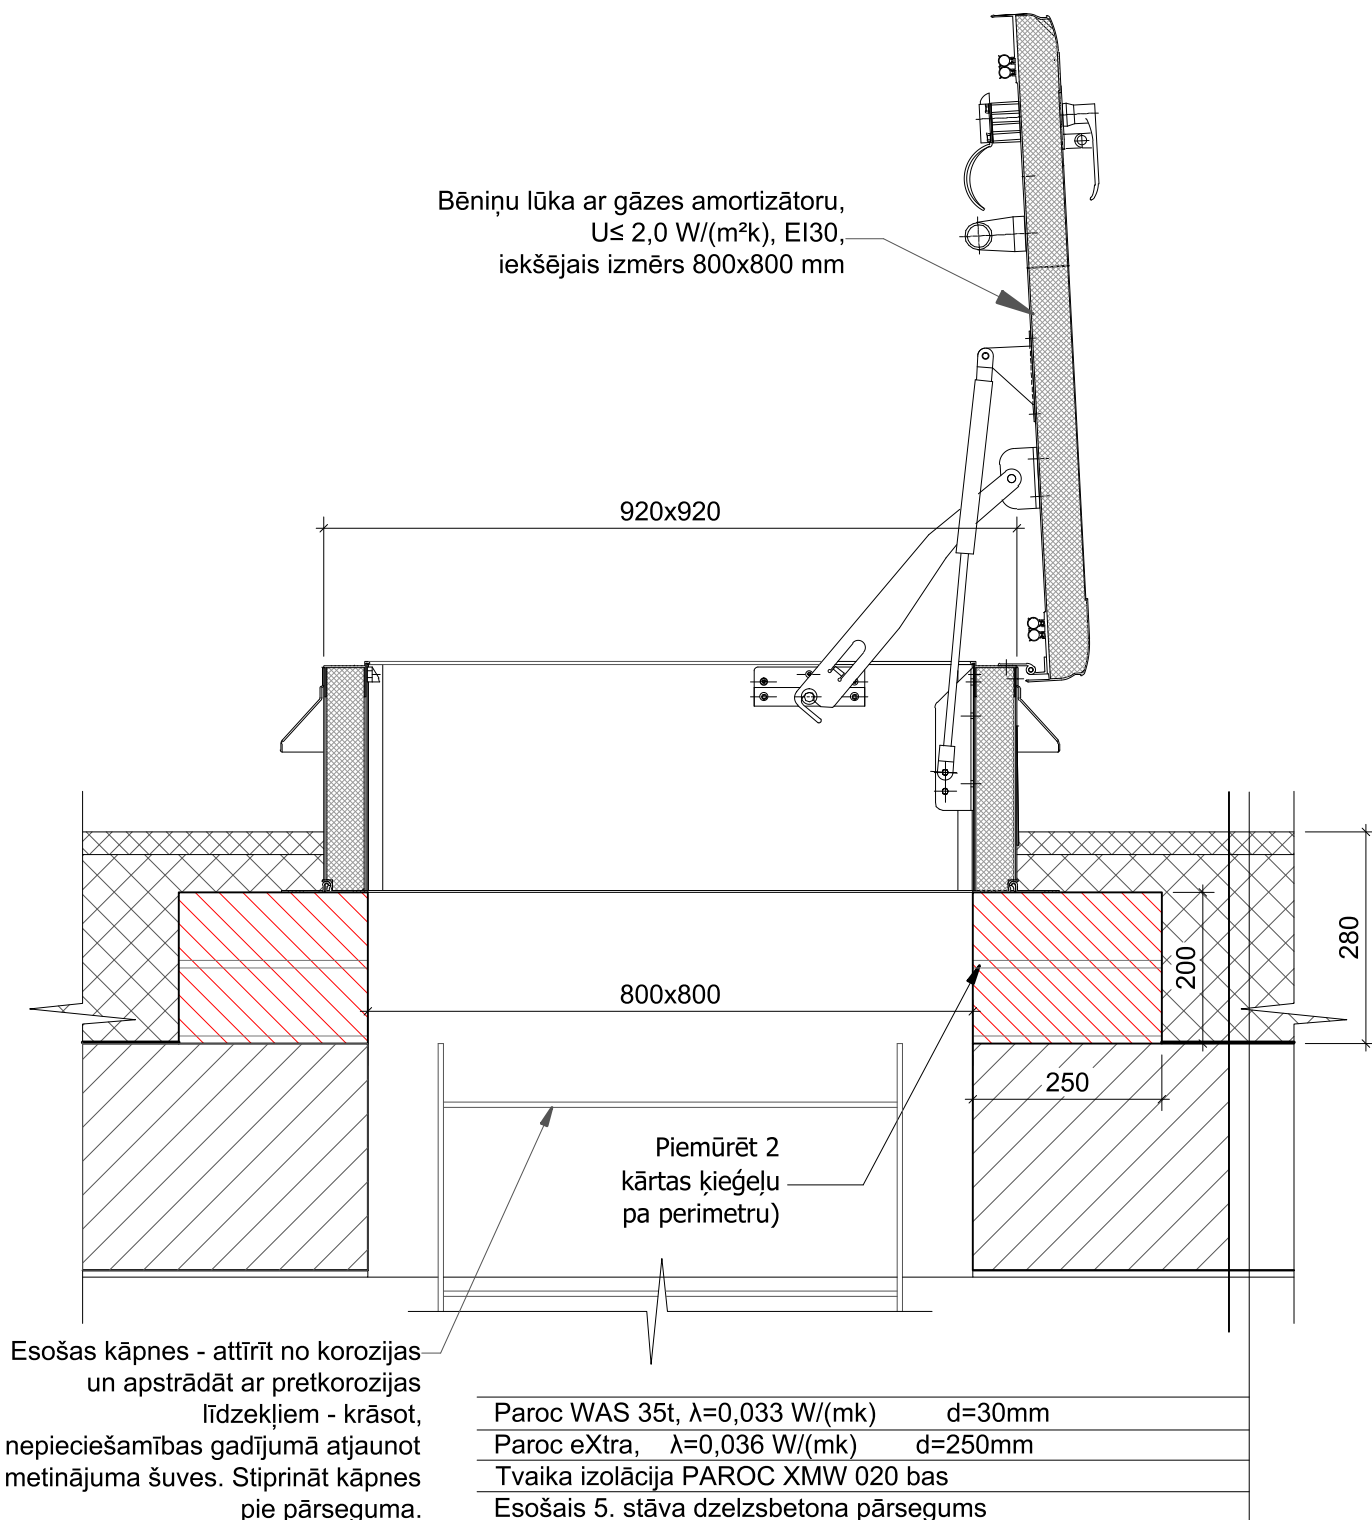 Bēniņu lūka ar gāzes amortizātoru,
U≤ 2,0 W/(m²k), EI30,
iekšējais izmērs 800x800 mm
920x920
280
200
800x800
250
Piemūrēt 2
kārtas ķieģeļu
pa perimetru)
Esošas kāpnes - attīrīt no korozijas
un apstrādāt ar pretkorozijas
līdzekļiem - krāsot,
nepieciešamības gadījumā atjaunot
metinājuma šuves. Stiprināt kāpnes
pie pārseguma.
Paroc WAS 35t, λ=0,033 W/(mk) d=30mm
Paroc eXtra, λ=0,036 W/(mk) d=250mm
Tvaika izolācija PAROC XMW 020 bas
Esošais 5. stāva dzelzsbetona pārsegums